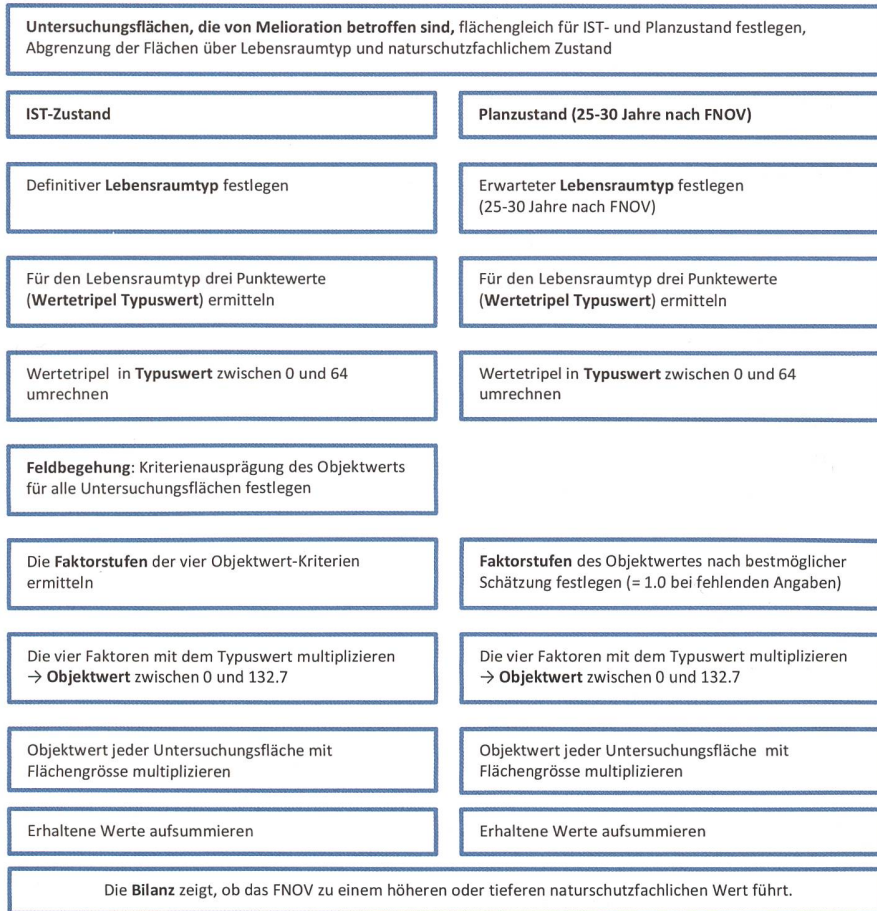 Untersuchungsflächen, die von Melioration betroffen sind, flächengleich für IST- und Planzustand festlegen,
Abgrenzung der Flächen über Lebensraumtyp und naturschutzfachlichem Zustand
IST-Zustand
Planzustand (25-30 Jahre nach FNOV)
Definitiver Lebensraumtyp festlegen
Erwarteter Lebensraumtyp festlegen
(25-30 Jahre nach FNOV)
Für den Lebensraumtyp drei Punktewerte
(Wertetripel Typuswert) ermitteln
Für den Lebensraumtyp drei Punktewerte
(Wertetripel Typuswert) ermitteln
Wertetripel in Typuswert zwischen 0 und 64
umrechnen
Wertetripel in Typuswert zwischen 0 und 64
umrechnen
Feldbegehung: Kriterienausprägung des Objektwerts
für alle Untersuchungsflächen festlegen
Die Faktorstufen der vier Objektwert-Kriterien
ermitteln
Faktorstufen des Objektwertes nach bestmöglicher
Schätzung festlegen (= 1.0 bei fehlenden Angaben)
Die vier Faktoren mit dem Typuswert multiplizieren
→ Objektwert zwischen 0 und 132.7
Die vier Faktoren mit dem Typuswert multiplizieren
→ Objektwert zwischen 0 und 132.7
Objektwert jeder Untersuchungsfläche mit
Flächengrösse multiplizieren
Objektwert jeder Untersuchungsfläche mit
Flächengrösse multiplizieren
Erhaltene Werte aufsummieren
Erhaltene Werte aufsummieren
Die Bilanz zeigt, ob das FNOV zu einem höheren oder tieferen naturschutzfachlichen Wert führt.